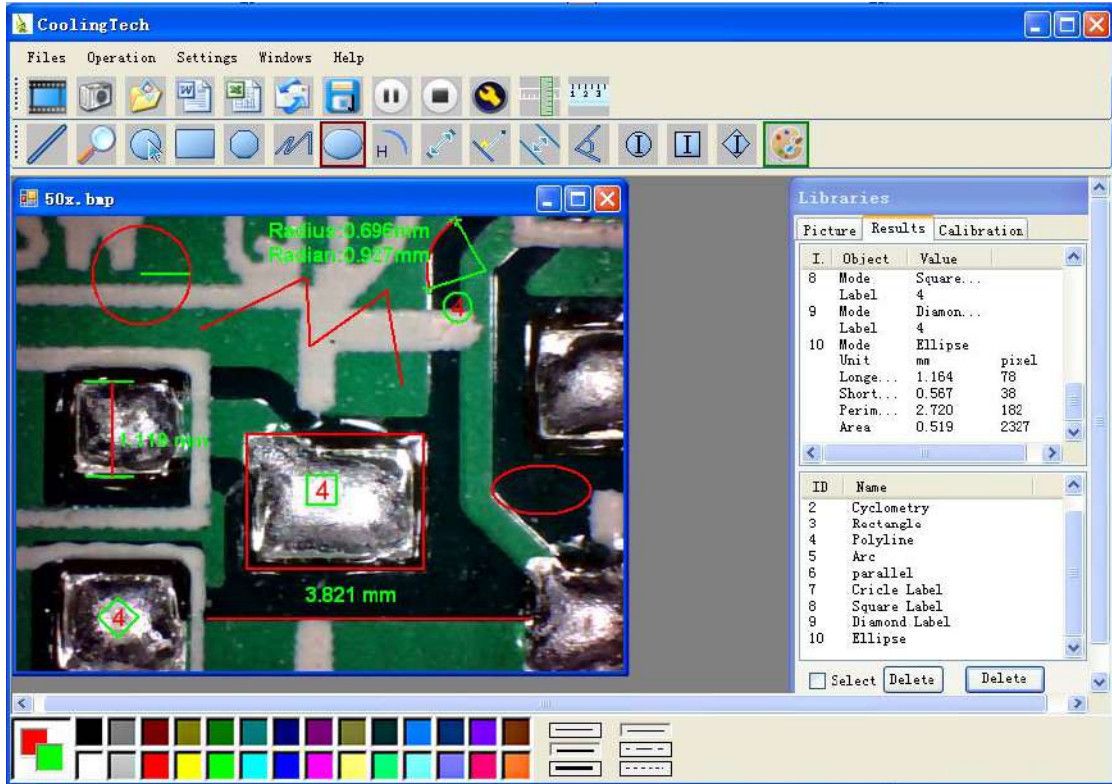 CoolingTech
Files Operation Settings Windows Help
1 2 3
H
I I I
50x.bmp
Radius:0.696mm
Radian:0.927mm
4
1.119 mm
4
3.821 mm
4
Libraries
Picture Results Calibration
I. Object Value
8 Mode Square...
Label 4
9 Mode Diamon...
Label 4
10 Mode Ellipse
Unit mm pixel
Longe... 1.164 78
Short... 0.567 38
Perim... 2.720 182
Area 0.519 2327
ID Name
2 Cyclometry
3 Rectangle
4 Polyline
5 Arc
6 parallel
7 Cricle Label
8 Square Label
9 Diamond Label
10 Ellipse
Select Delete Delete